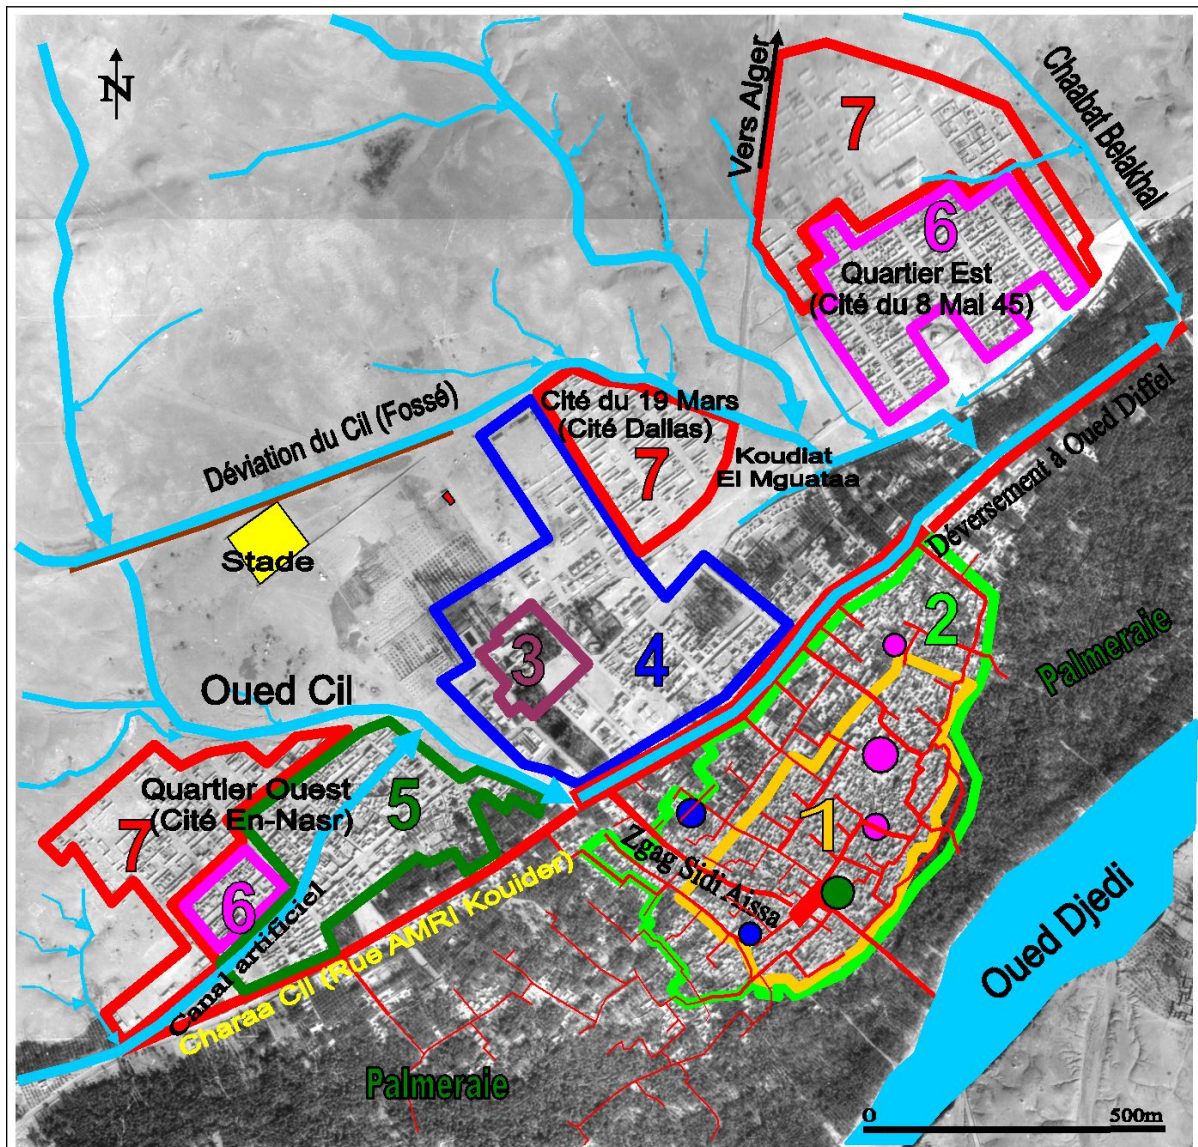 N
Vers Alger
7
Chaabat Belakhal
6
Quartier Est
(Cité du 8 Mal 45)
Déviation du Cil (Fossé)
Cité du 19 Mars
(Cité Dallas)
7
Koudiat
El Mguataa
Stade
Déversement à Oued Diffel
2
Palmeraie
3
4
Oued Cil
Quartier Ouest
(Cité En-Nasr)
5
7
6
1
Zgag Sidi Aissa
Canal artificiel
Charaa Cil (Rue AMRI Kouider)
Oued Djedi
Palmeraie
0 500m